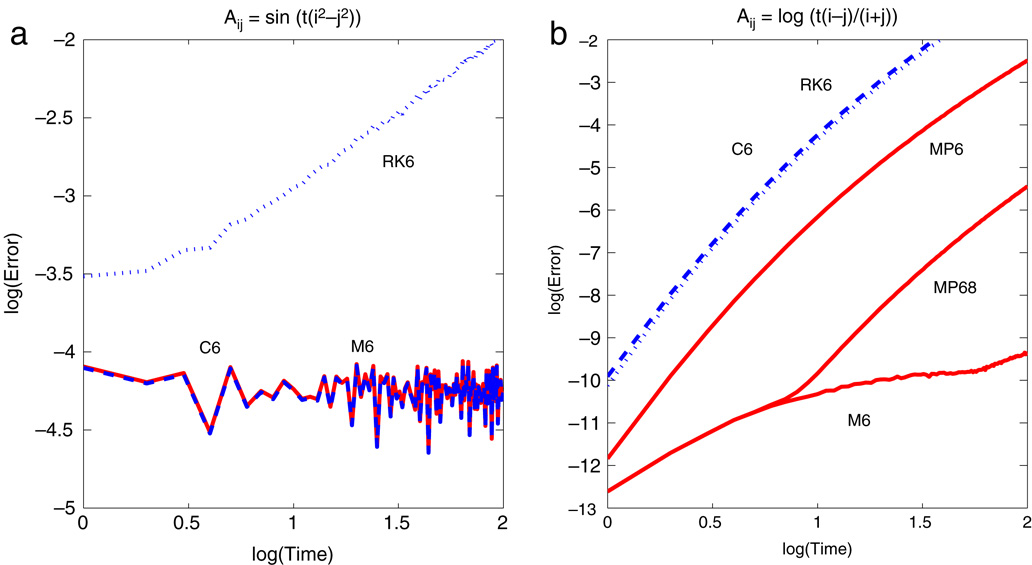 a
A_ij = sin (t(i²–j²))
–2
–2.5
–3
–3.5
–4
–4.5
–5
log(Error)
RK6
C6
M6
0
0.5
1
1.5
2
log(Time)
b
A_ij = log (t(i–j)/(i+j))
–2
–3
–4
–5
–6
–7
–8
–9
–10
–11
–12
–13
log(Error)
RK6
C6
MP6
MP68
M6
0
0.5
1
1.5
2
log(Time)